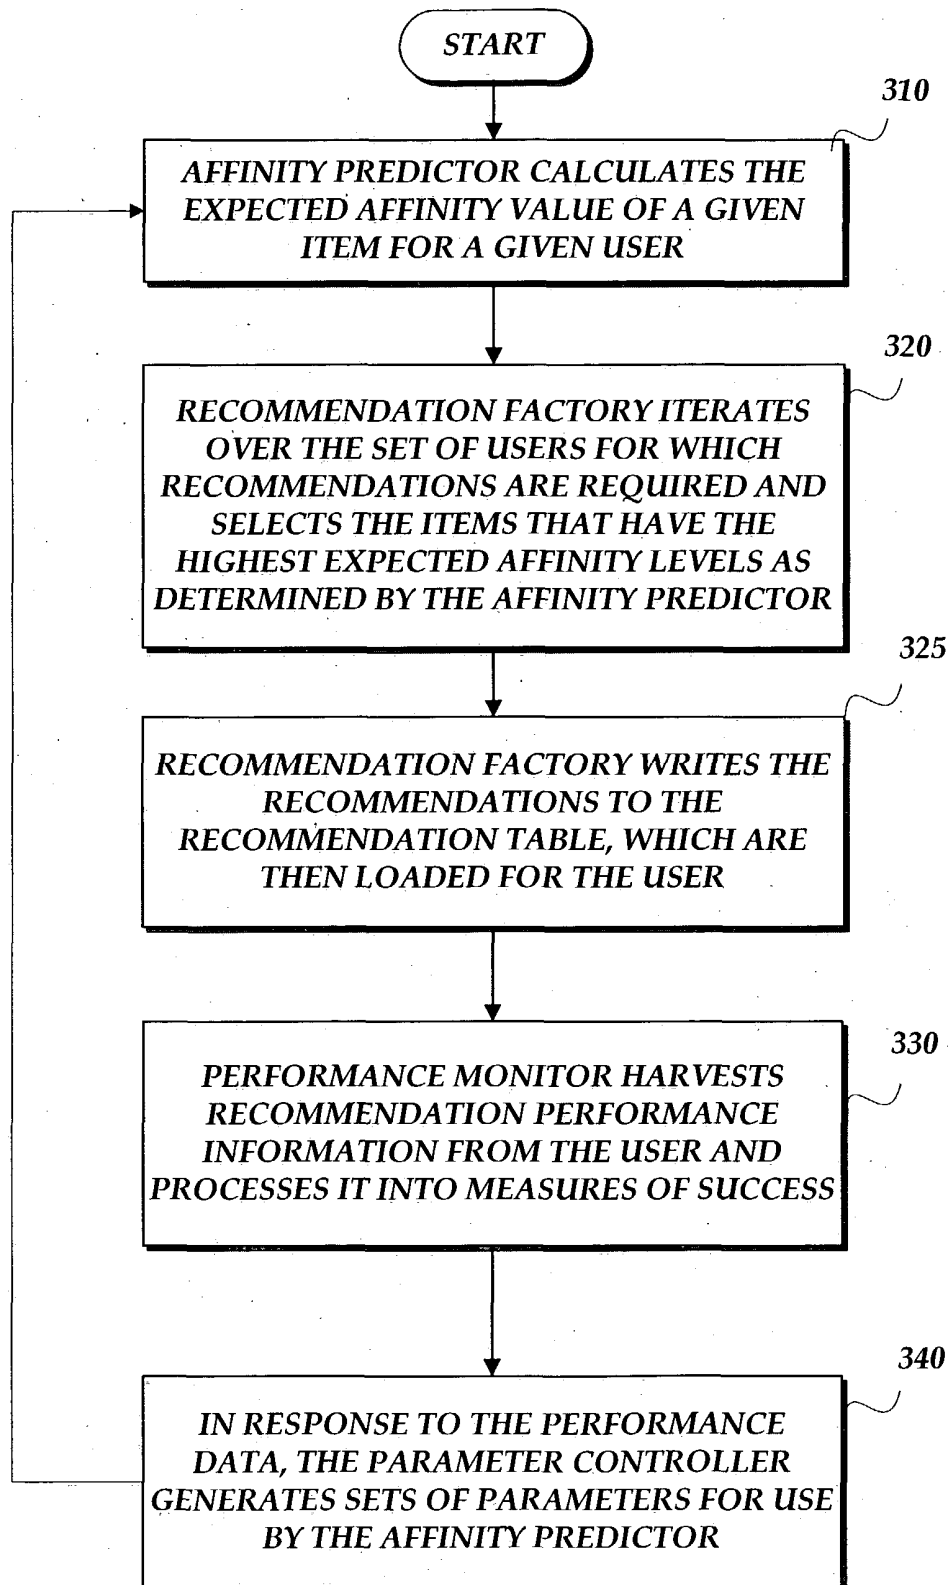 START
310
AFFINITY PREDICTOR CALCULATES THE
EXPECTED AFFINITY VALUE OF A GIVEN
ITEM FOR A GIVEN USER
320
RECOMMENDATION FACTORY ITERATES
OVER THE SET OF USERS FOR WHICH
RECOMMENDATIONS ARE REQUIRED AND
SELECTS THE ITEMS THAT HAVE THE
HIGHEST EXPECTED AFFINITY LEVELS AS
DETERMINED BY THE AFFINITY PREDICTOR
325
RECOMMENDATION FACTORY WRITES THE
RECOMMENDATIONS TO THE
RECOMMENDATION TABLE, WHICH ARE
THEN LOADED FOR THE USER
330
PERFORMANCE MONITOR HARVESTS
RECOMMENDATION PERFORMANCE
INFORMATION FROM THE USER AND
PROCESSES IT INTO MEASURES OF SUCCESS
340
IN RESPONSE TO THE PERFORMANCE
DATA, THE PARAMETER CONTROLLER
GENERATES SETS OF PARAMETERS FOR USE
BY THE AFFINITY PREDICTOR